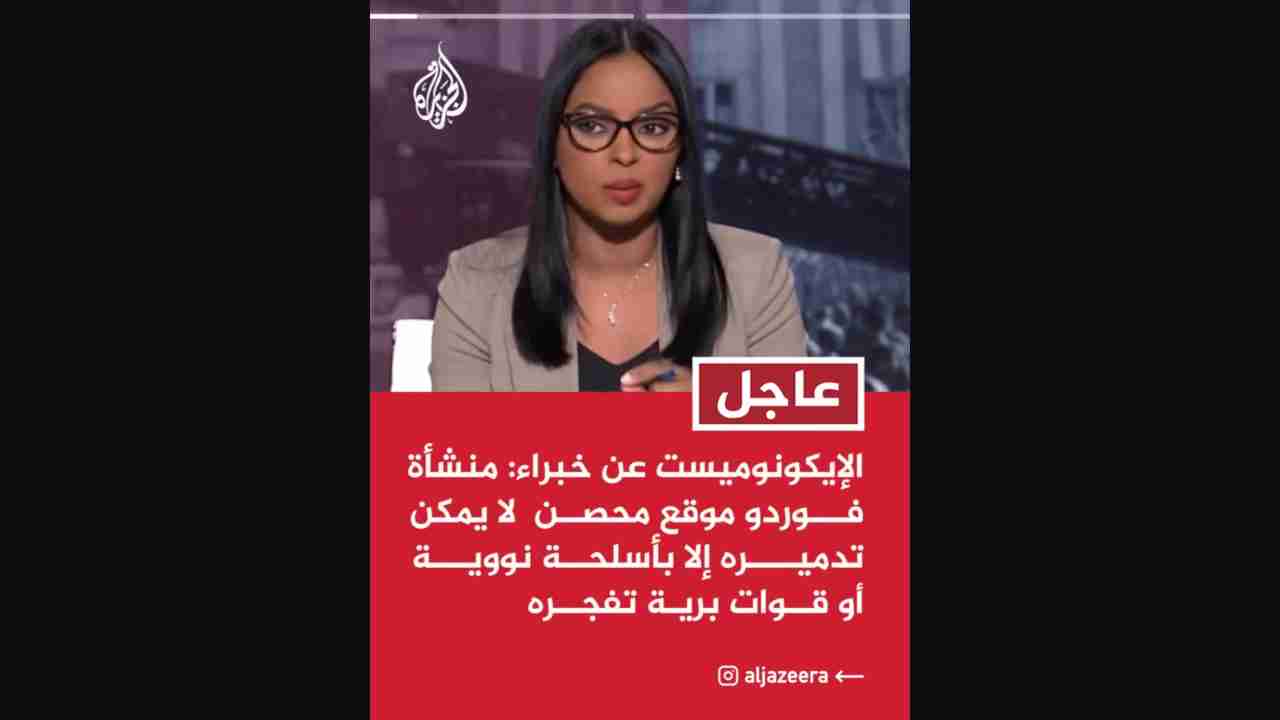 الجزيرة
عاجل
الإيكونوميست عن خبراء: منشأة
فوردو موقع محصن لا يمكن
تدميره إلا بأسلحة نووية
أو قوات برية تفجره
aljazeera